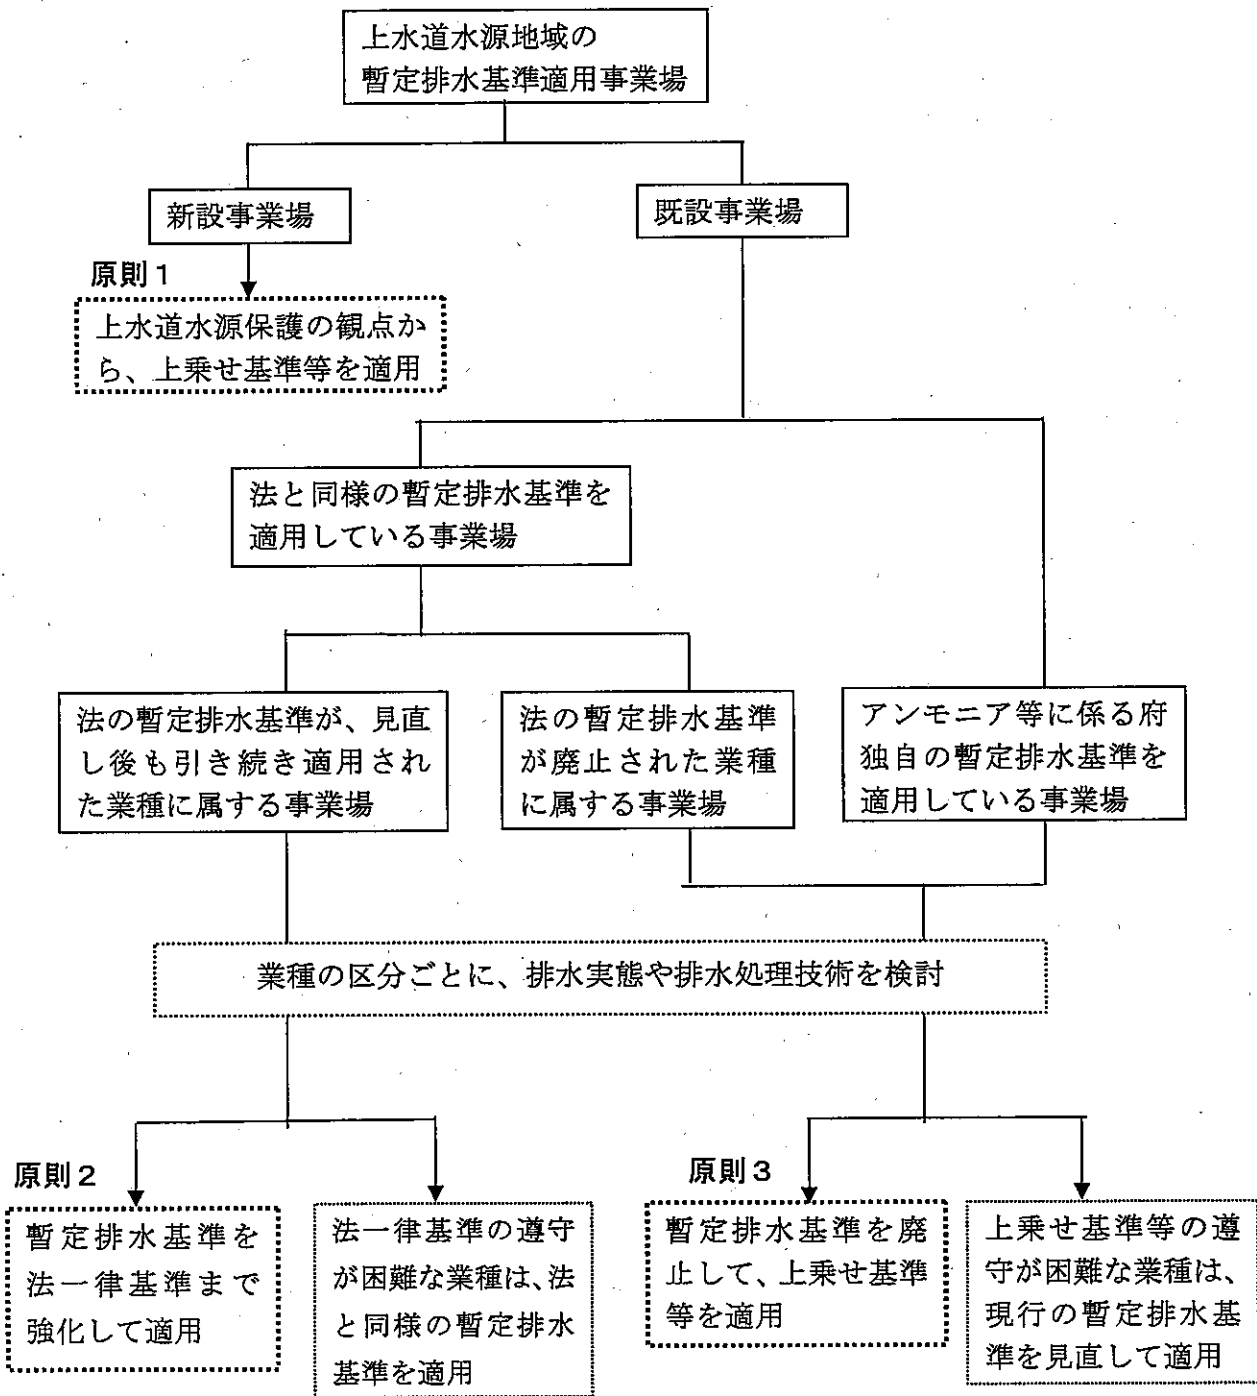 上水道水源地域の
暫定排水基準適用事業場
新設事業場
既設事業場
原則1
上水道水源保護の観点か
ら、上乗せ基準等を適用
法と同様の暫定排水基準を
適用している事業場
法の暫定排水基準が、見直
し後も引き続き適用され
た業種に属する事業場
法の暫定排水基準
が廃止された業種
に属する事業場
アンモニア等に係る府
独自の暫定排水基準を
適用している事業場
業種の区分ごとに、排水実態や排水処理技術を検討
原則2
暫定排水基準を
法一律基準まで
強化して適用
法一律基準の遵守
が困難な業種は、法
と同様の暫定排水
基準を適用
原則3
暫定排水基準を廃
止して、上乗せ基準
等を適用
上乗せ基準等の遵
守が困難な業種は、
現行の暫定排水基
準を見直して適用